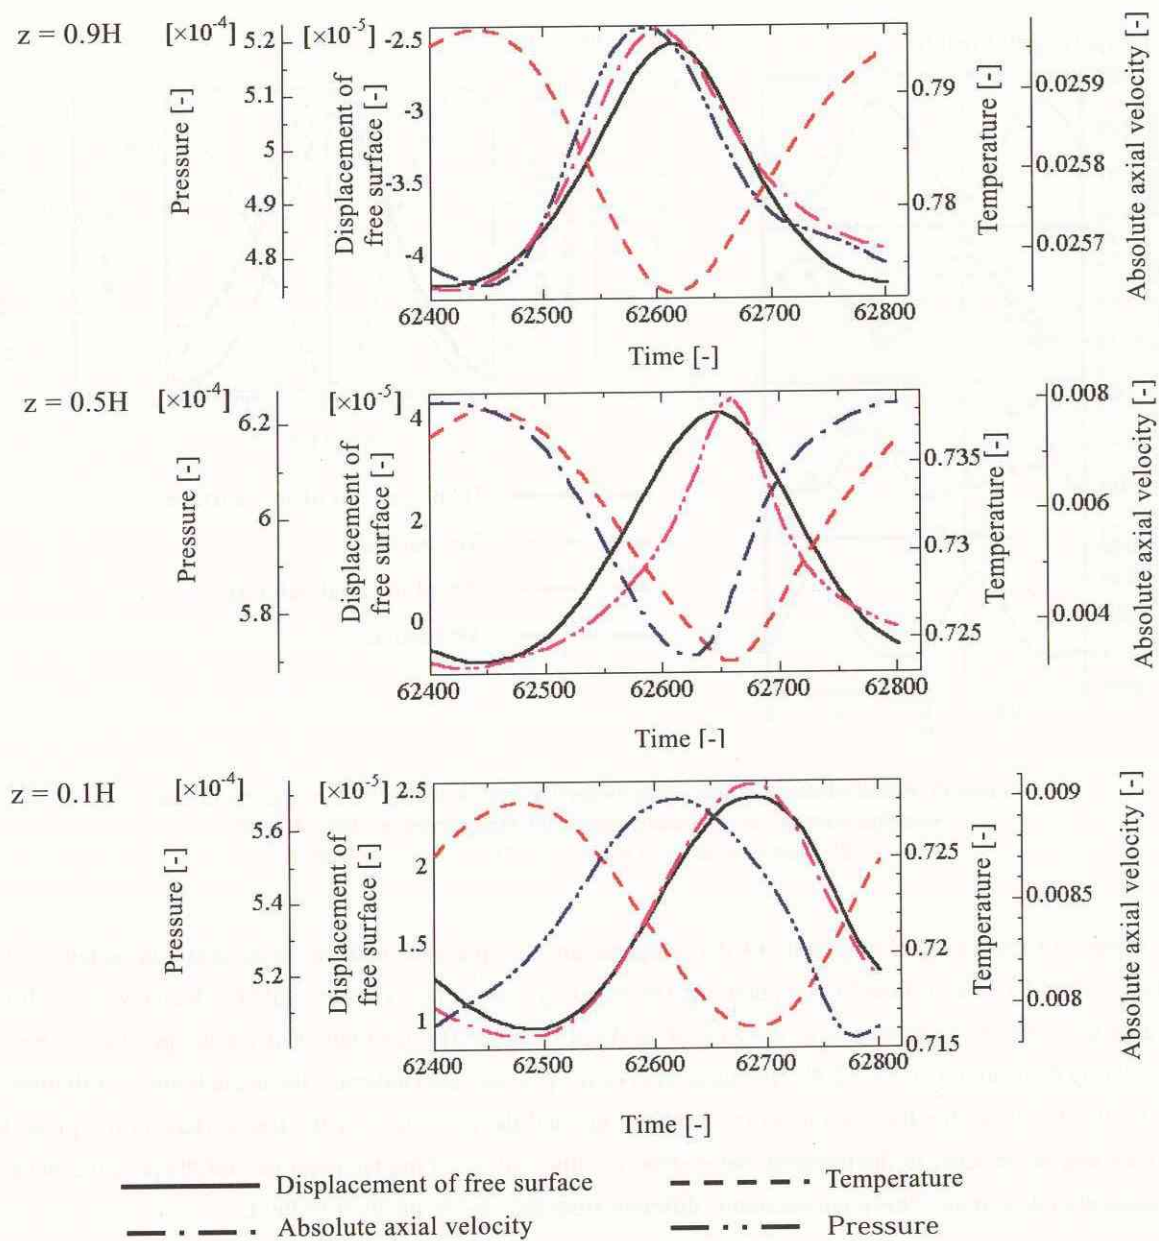 z = 0.9H
[×10⁻⁴] [×10⁻⁵]
Pressure [-]
5.2
5.1
5
4.9
4.8
Displacement of
free surface [-]
-2.5
-3
-3.5
-4
0.79
0.78
Temperature [-]
0.0259
0.0258
0.0257
Absolute axial velocity [-]
62400 62500 62600 62700 62800
Time [-]
z = 0.5H
[×10⁻⁴] [×10⁻⁵]
Pressure [-]
6.2
6
5.8
Displacement of
free surface [-]
4
2
0
0.735
0.73
0.725
Temperature [-]
0.008
0.006
0.004
Absolute axial velocity [-]
62400 62500 62600 62700 62800
Time [-]
z = 0.1H
[×10⁻⁴] [×10⁻⁵]
Pressure [-]
5.6
5.4
5.2
Displacement of
free surface [-]
2.5
2
1.5
1
0.725
0.72
0.715
Temperature [-]
0.009
0.0085
0.008
Absolute axial velocity [-]
62400 62500 62600 62700 62800
Time [-]
Displacement of free surface Temperature
Absolute axial velocity Pressure